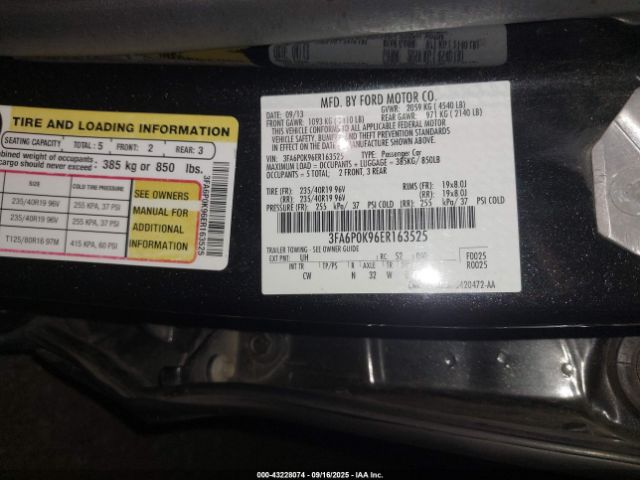 TIRE AND LOADING INFORMATION
SEATING CAPACITY TOTAL : 5 FRONT : 2 REAR : 3
bined weight of occupants
cargo should never exceed 385 kg or 850 lbs.
SIZE COLD TIRE PRESSURE
235/40R19 96V 255 KPA, 37 PSI
235/40R19 96V 255 KPA, 37 PSI
T125/80R16 97M 415 KPA, 60 PSI
SEE OWNERS
MANUAL FOR
ADDITIONAL
INFORMATION
3FA6P0K96ER163525
MFD. BY FORD MOTOR CO.
DATE: 09/13 GVWR: 2059 KG ( 4540 LB)
FRONT GAWR: 1093 KG ( 2410 LB) REAR GAWR: 971 KG ( 2140 LB)
THIS VEHICLE CONFORMS TO ALL APPLICABLE FEDERAL MOTOR
VEHICLE SAFETY, BUMPER, AND THEFT PREVENTION STANDARDS
IN EFFECT ON THE DATE OF MANUFACTURE SHOWN ABOVE.
VIN: 3FA6P0K96ER163525 TYPE: Passenger Car
MAXIMUM LOAD = OCCUPANTS + LUGGAGE = 385KG/ 850LB
OCCUPANTS = 5 TOTAL 2 FRONT, 3 REAR
TIRE (FR): 235/40R19 96V RIMS (FR): 19x8.0J
(RR): 235/40R19 96V (RR): 19x8.0J
PRESSURE (FR): 255 kPa/ 37 PSI COLD (RR): 255 kPa/ 37 PSI COLD
3FA6P0K96ER163525
TRAILER TOWING - SEE OWNER GUIDE
EXT PNT: UH RC: 52 F0025
INT TR TP/PS R AXLE TR R0025
CW N 32 W
5420472-AA
000-43228074 - 09/16/2025 - IAA, Inc.